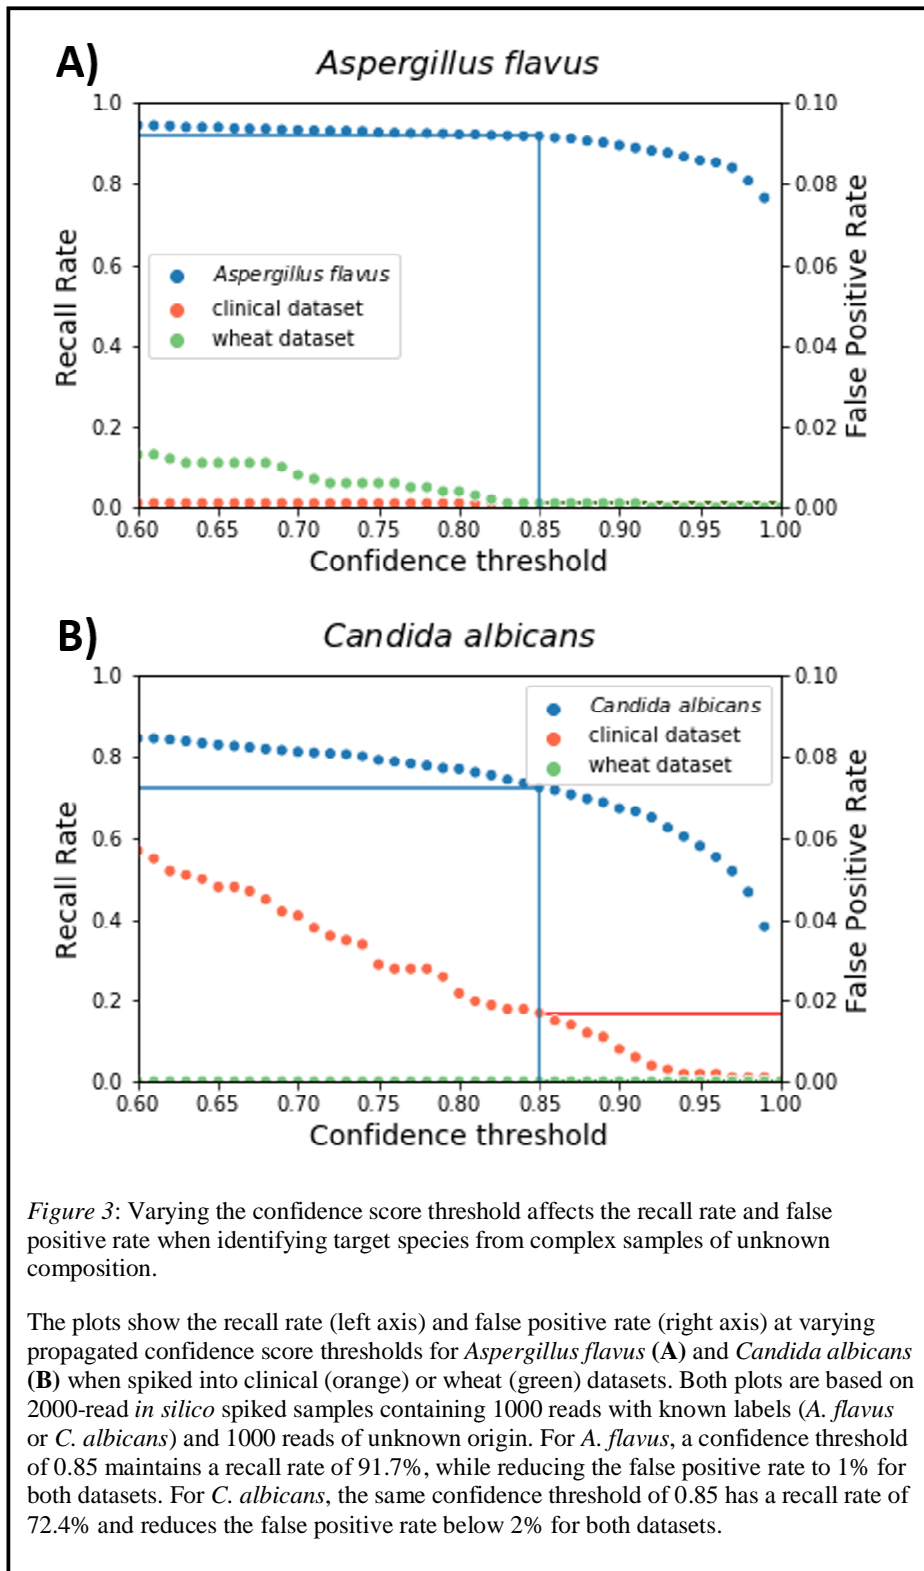 A)
Aspergillus flavus
1.0
0.8
0.6
0.4
0.2
0.0
Recall Rate
0.10
0.08
0.06
0.04
0.02
0.00
False Positive Rate
Aspergillus flavus
clinical dataset
wheat dataset
0.60 0.65 0.70 0.75 0.80 0.85 0.90 0.95 1.00
Confidence threshold
B)
Candida albicans
1.0
0.8
0.6
0.4
0.2
0.0
Recall Rate
0.10
0.08
0.06
0.04
0.02
0.00
False Positive Rate
Candida albicans
clinical dataset
wheat dataset
0.60 0.65 0.70 0.75 0.80 0.85 0.90 0.95 1.00
Confidence threshold
Figure 3: Varying the confidence score threshold affects the recall rate and false
positive rate when identifying target species from complex samples of unknown
composition.
The plots show the recall rate (left axis) and false positive rate (right axis) at varying
propagated confidence score thresholds for Aspergillus flavus (A) and Candida albicans
(B) when spiked into clinical (orange) or wheat (green) datasets. Both plots are based on
2000-read in silico spiked samples containing 1000 reads with known labels (A. flavus
or C. albicans) and 1000 reads of unknown origin. For A. flavus, a confidence threshold
of 0.85 maintains a recall rate of 91.7%, while reducing the false positive rate to 1% for
both datasets. For C. albicans, the same confidence threshold of 0.85 has a recall rate of
72.4% and reduces the false positive rate below 2% for both datasets.